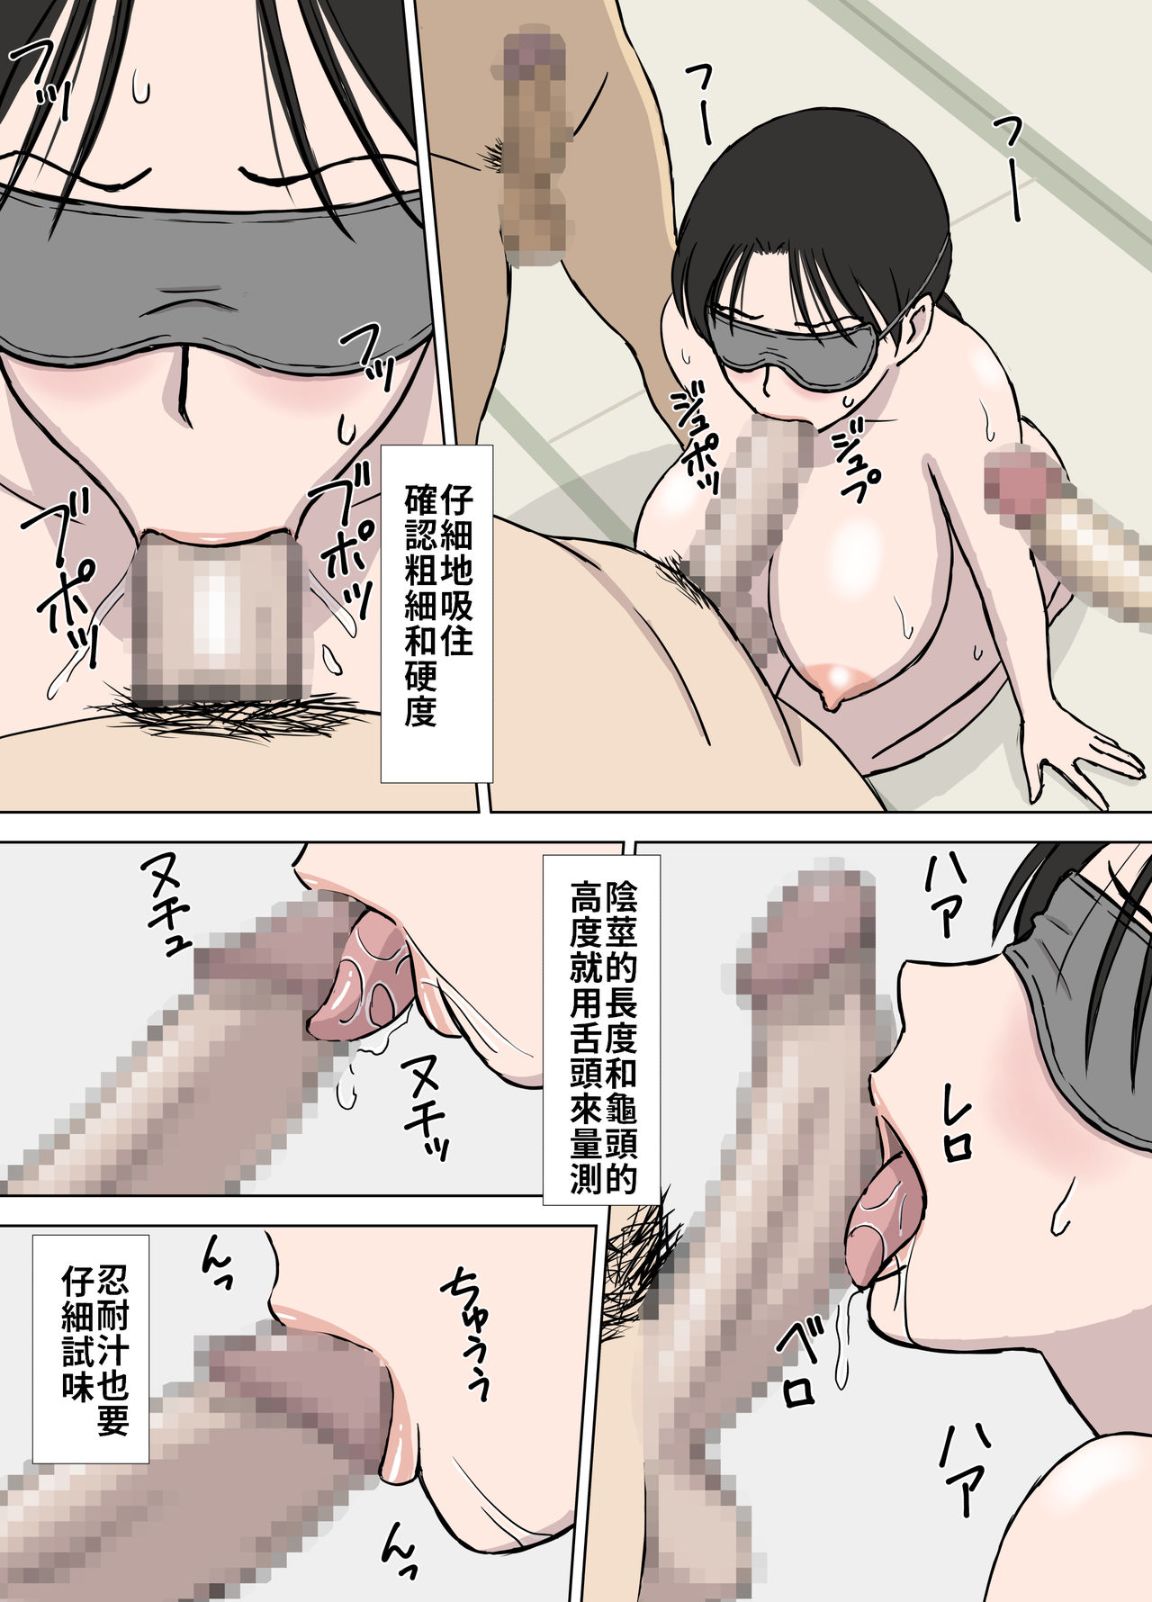 フー
フー
ジュプ
ジュポッ
フッ
フッ
ブポッ
ブポッ
仔細地吸住
確認粗細和硬度
ハァ
レロ
ベロ
ハァ
陰莖的長度和龜頭的
高度就用舌頭來量測
ヌチュ
ヌチッ
んっ
ちゅうぅ
んっ
忍耐汁也要
仔細試味